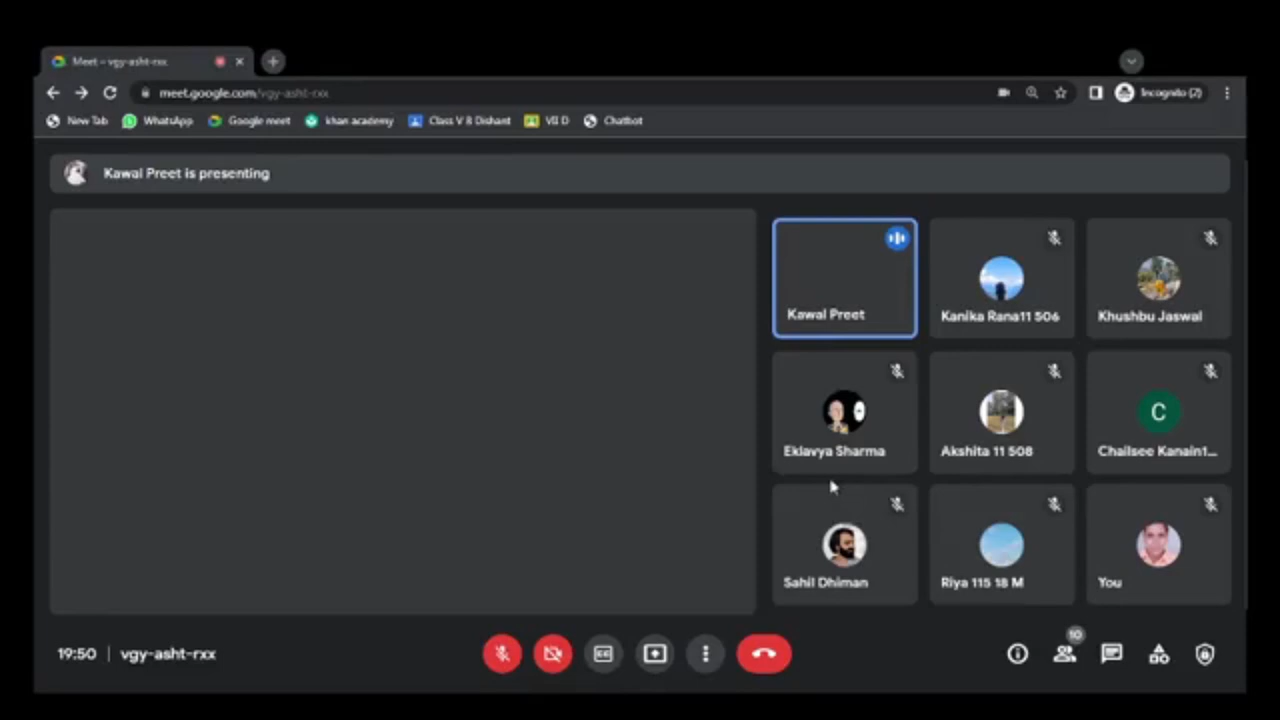 Meet - vgy-asht-rxx
meet.google.com/vgy-asht-rxx
Incognito (2)
New Tab
WhatsApp
Google meet
khan academy
Class V B Dishant
VII D
Chatbot
Kawal Preet is presenting
Kawal Preet
Kanika Rana11 506
Khushbu Jaswal
Eklavya Sharma
Akshita 11 508
C
Chailsee Kanain1...
Sahil Dhiman
Riya 115 18 M
You
19:50 | vgy-asht-rxx
CC
10